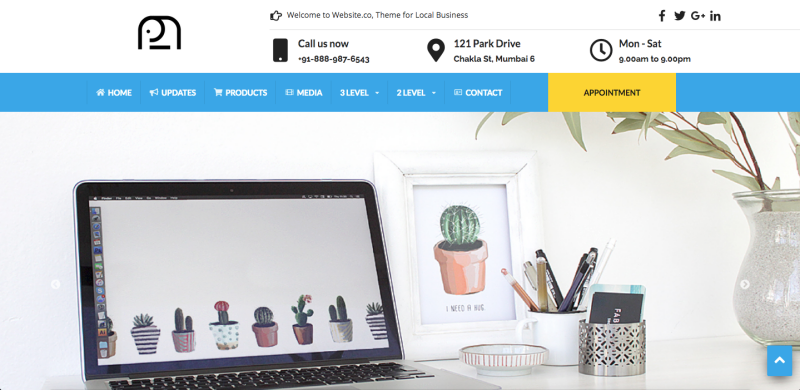 Welcome to Website.co, Theme for Local Business
Call us now
+91-888-987-6543
121 Park Drive
Chakla St, Mumbai 6
Mon - Sat
9.00am to 9.00pm
HOME
UPDATES
PRODUCTS
MEDIA
3 LEVEL
2 LEVEL
CONTACT
APPOINTMENT
I NEED A HUG